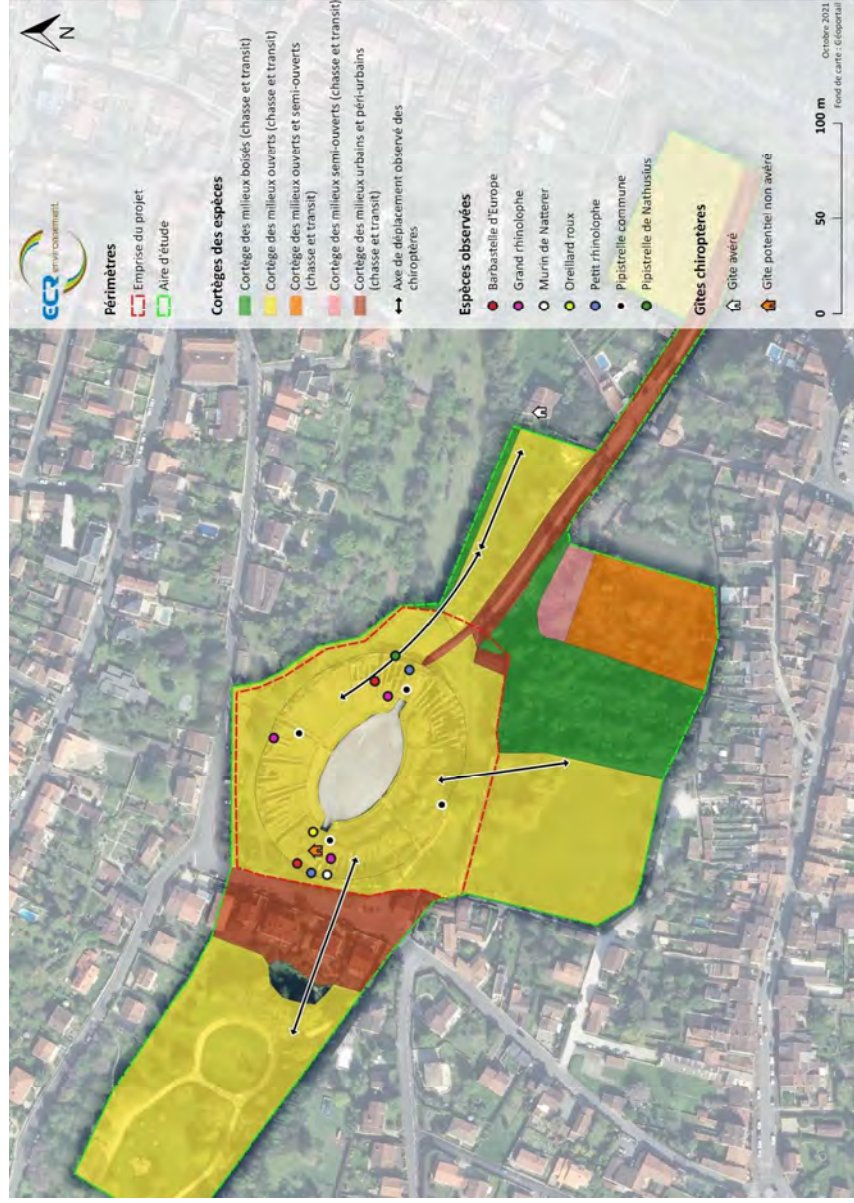 ECR environnement
N
Périmètres
Emprise du projet
Aire d'étude
Cortèges des espèces
Cortège des milieux boisés (chasse et transit)
Cortège des milieux ouverts (chasse et transit)
Cortège des milieux ouverts et semi-ouverts
(chasse et transit)
Cortège des milieux semi-ouverts (chasse et transit)
Cortège des milieux urbains et péri-urbains
(chasse et transit)
Axe de déplacement observé des
chiroptères
Espèces observées
Barbastelle d'Europe
Grand rhinolophe
Murin de Natterer
Oreillard roux
Petit rhinolophe
Pipistrelle commune
Pipistrelle de Nathusius
Gîtes chiroptères
Gîte avéré
Gîte potentiel non avéré
0 50 100 m
Octobre 2021
Fond de carte : Géoportail